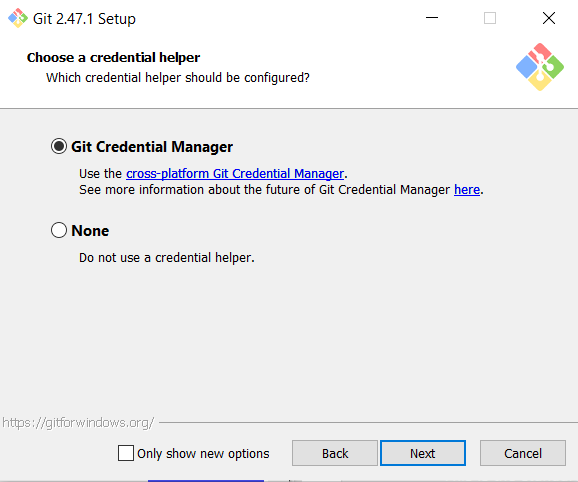 Git 2.47.1 Setup
Choose a credential helper
Which credential helper should be configured?
Git Credential Manager
Use the cross-platform Git Credential Manager.
See more information about the future of Git Credential Manager here.
None
Do not use a credential helper.
https://gitforwindows.org/
Only show new options
Back
Next
Cancel